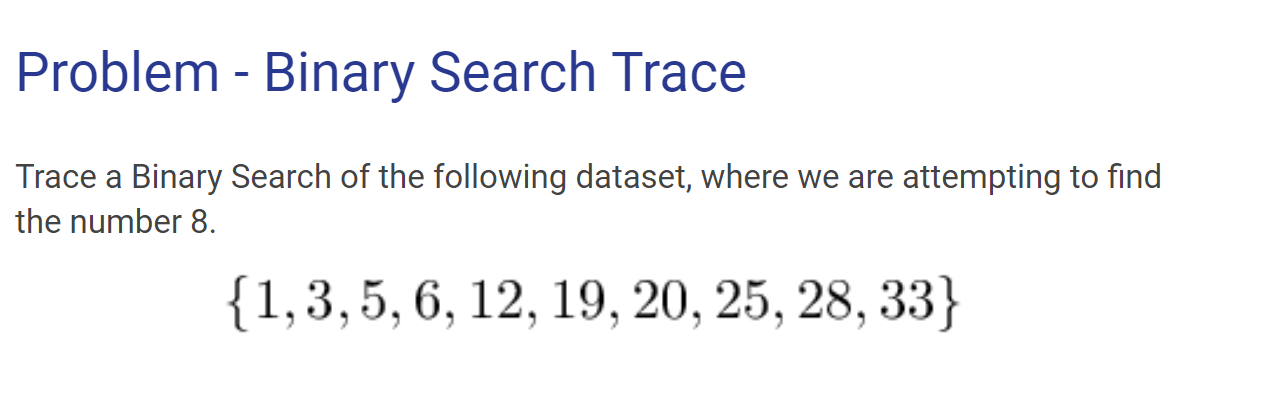 Problem - Binary Search Trace
Trace a Binary Search of the following dataset, where we are attempting to find
the number 8.
{1, 3, 5, 6, 12, 19, 20, 25, 28, 33}